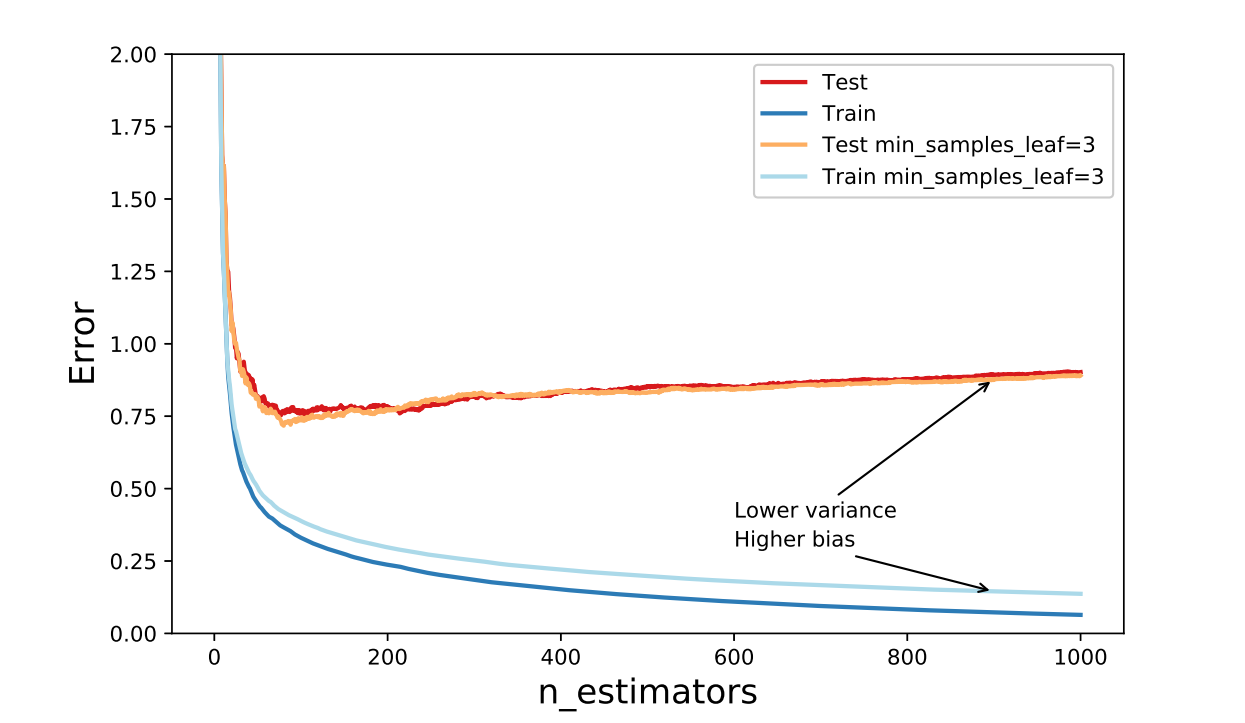 2.00
1.75
1.50
1.25
1.00
0.75
0.50
0.25
0.00
Error
Test
Train
Test min_samples_leaf=3
Train min_samples_leaf=3
Lower variance
Higher bias
0 200 400 600 800 1000
n_estimators